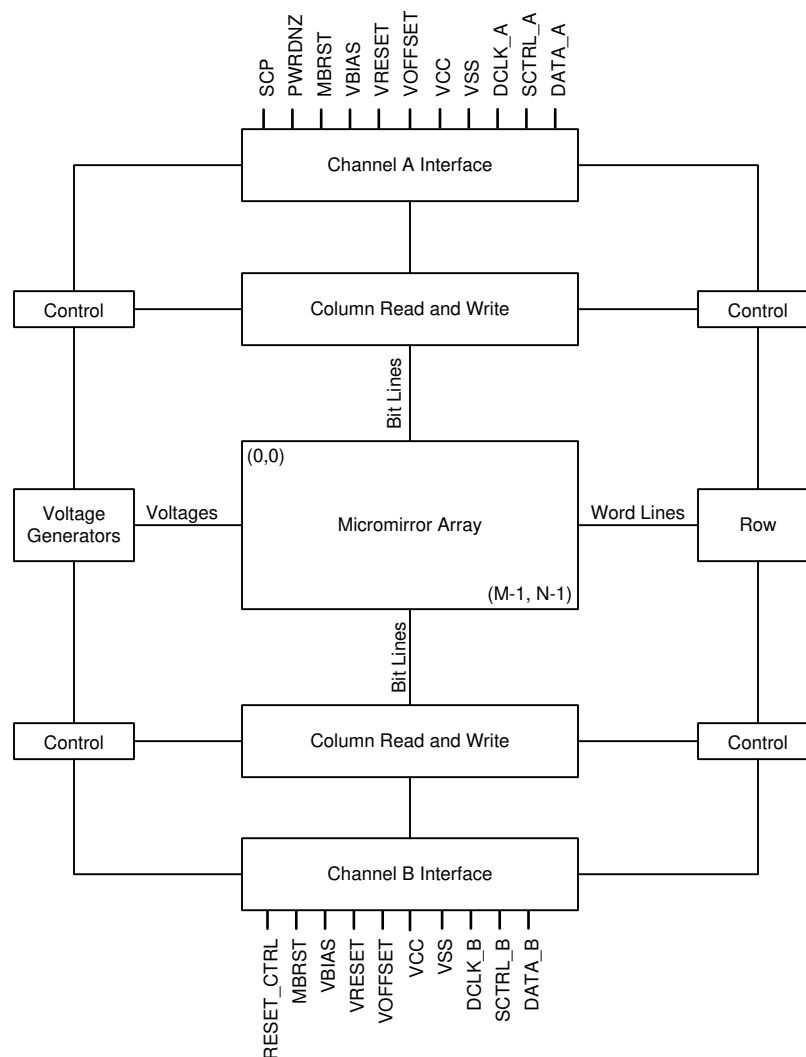 SCP
PWRDNZ
MBRST
VBIAS
VRESET
VOFFSET
VCC
VSS
DCLK_A
SCTRL_A
DATA_A
Channel A Interface
Control
Column Read and Write
Control
Bit Lines
(0,0)
Voltage
Generators
Voltages
Micromirror Array
Word Lines
Row
(M-1, N-1)
Bit Lines
Control
Column Read and Write
Control
Channel B Interface
RESET_CTRL
MBRST
VBIAS
VRESET
VOFFSET
VCC
VSS
DCLK_B
SCTRL_B
DATA_B